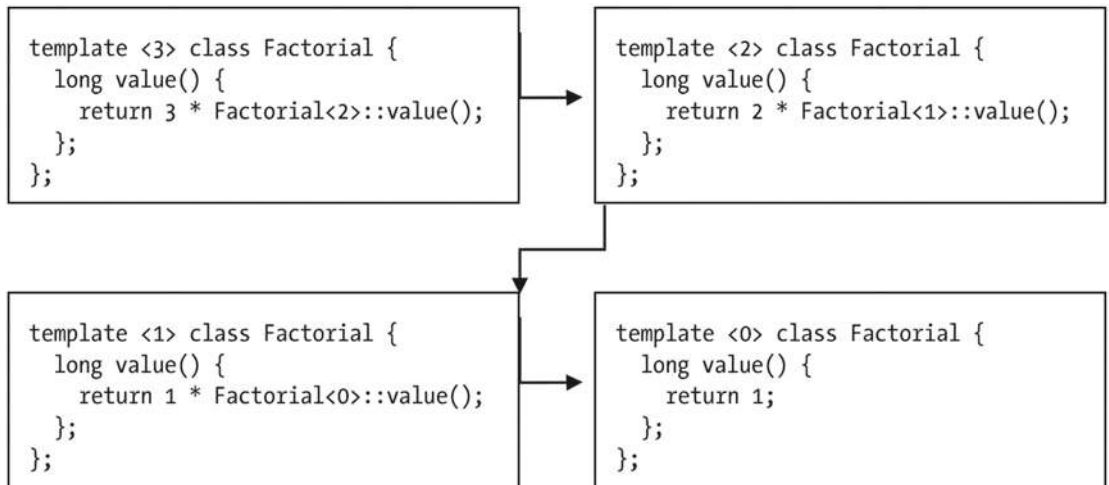 template <3> class Factorial {
  long value() {
    return 3 * Factorial<2>::value();
  };
};
template <2> class Factorial {
  long value() {
    return 2 * Factorial<1>::value();
  };
};
template <1> class Factorial {
  long value() {
    return 1 * Factorial<0>::value();
  };
};
template <0> class Factorial {
  long value() {
    return 1;
  };
};